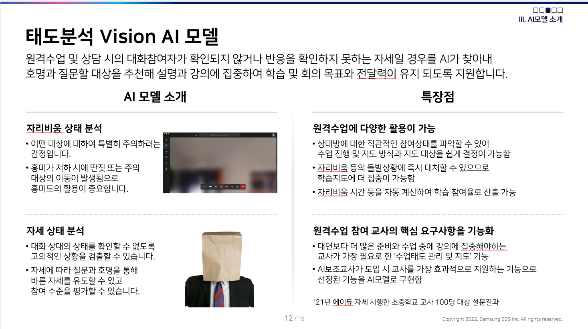 III. AI모델 소개
태도분석 Vision AI 모델
원격수업 및 상담 시의 대화참여자가 확인되지 않거나 반응을 확인하지 못하는 자세일 경우를 AI가 찾아내
호명과 질문할 대상을 추천해 설명과 강의에 집중하여 학습 및 회의 목표와 전달력이 유지 되도록 지원합니다.
AI 모델 소개
자리비움 상태 분석
• 어떤 대상에 대하여 특별히 주의하려는
감정입니다.
• 흥미가 저하 시에 딴짓 또는 주의
대상의 이동이 발생됨으로
흥미도의 활용이 중요합니다.
자세 상태 분석
• 대화 상대의 상태를 확인할 수 없도록
고의적인 상황을 검출할 수 있습니다.
• 자세에 따라 질문과 호명을 통해
바른 자세를 유도할 수 있고
참여 수준을 평가할 수 있습니다.
특장점
원격수업에 다양한 활용이 가능
• 상대방에 대한 직관적인 참여상태를 파악할 수 있어
수업 진행 및 지도 방식과 지도 대상을 쉽게 결정이 가능함
• 자리비움 등의 돌발상황에 즉시 대처할 수 있으므로
학습지도에 더 집중이 가능함
• 자리비움 시간 등을 자동 계산하여 학습 참여율로 산출 가능
원격수업 참여 교사의 핵심 요구사항을 기능화
• 대면보다 더 많은 준비와 수업 중에 강의에 집중해야하는
교사가 가장 필요로 한 ‘수업태도 관리 및 지도’ 기능
• AI보조교사가 도입 시 교사를 가장 효과적으로 지원하는 기능으로
선정된 기능을 AI모델로 구현함
‘21년 에이두 자체 시행한 초중학교 교사 100명 대상 설문결과
12 / 19
Copyright 2022. Samsung SDS Inc. All rights reserved.